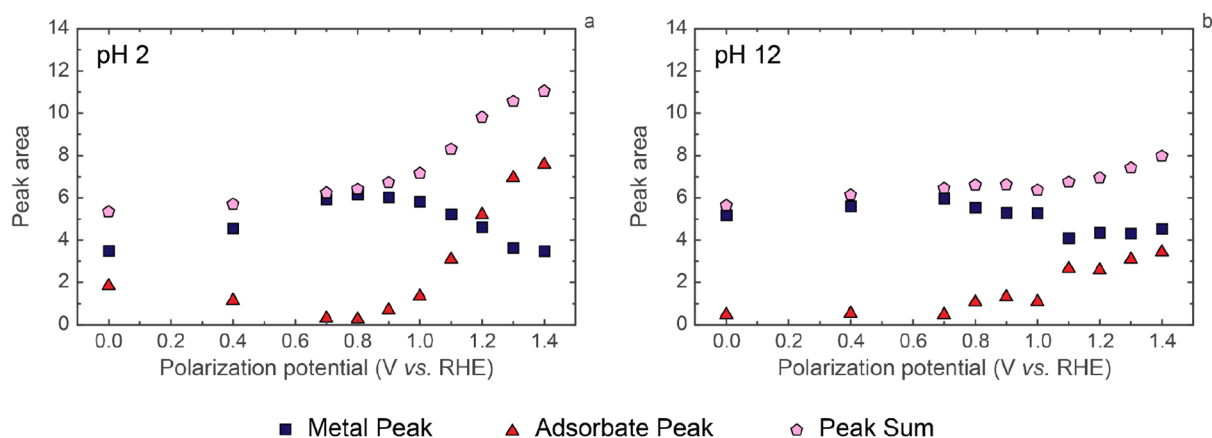 a
pH 2
14
12
10
8
6
4
2
0
Peak area
0.0 0.2 0.4 0.6 0.8 1.0 1.2 1.4
Polarization potential (V vs. RHE)
b
pH 12
14
12
10
8
6
4
2
0
Peak area
0.0 0.2 0.4 0.6 0.8 1.0 1.2 1.4
Polarization potential (V vs. RHE)
Metal Peak Adsorbate Peak Peak Sum